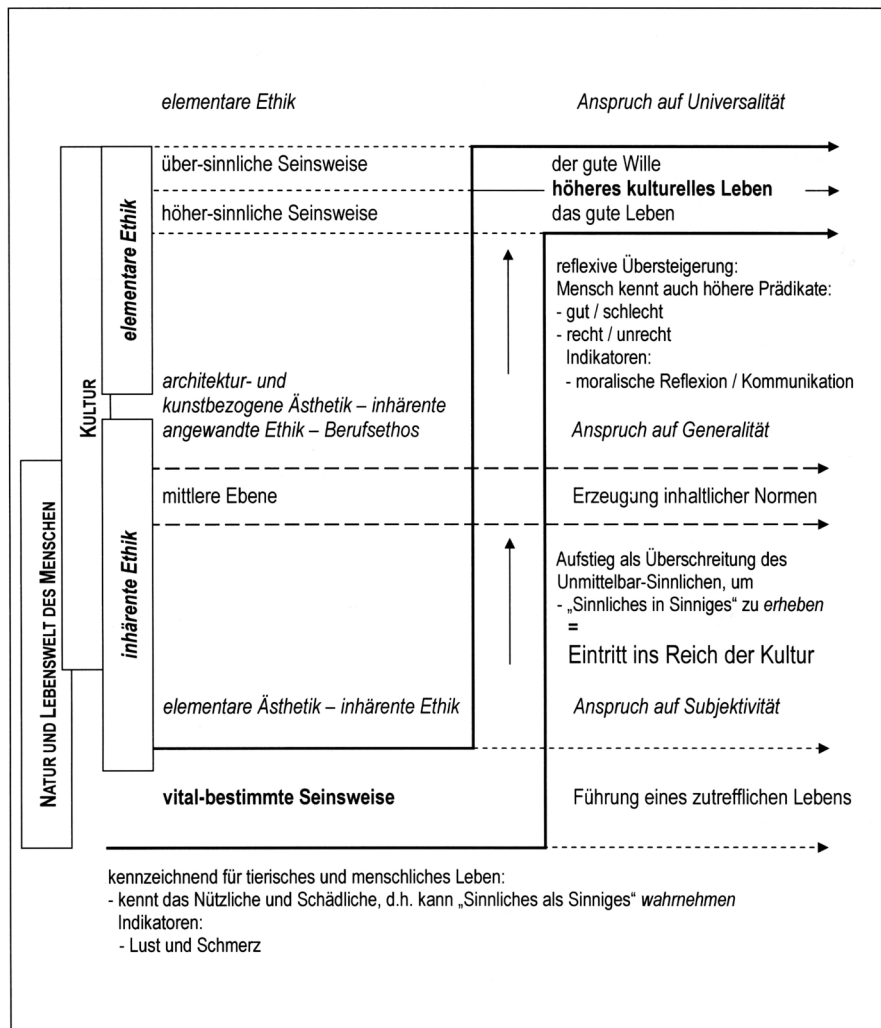 elementare Ethik
Anspruch auf Universalität
über-sinnliche Seinsweise
der gute Wille
höheres kulturelles Leben
höher-sinnliche Seinsweise
das gute Leben
elementare Ethik
KULTUR
reflexive Übersteigerung:
Mensch kennt auch höhere Prädikate:
- gut / schlecht
- recht / unrecht
Indikatoren:
- moralische Reflexion / Kommunikation
architektur- und
kunstbezogene Ästhetik – inhärente
angewandte Ethik – Berufsethos
Anspruch auf Generalität
mittlere Ebene
Erzeugung inhaltlicher Normen
NATUR UND LEBENSWELT DES MENSCHEN
inhärente Ethik
Aufstieg als Überschreitung des
Unmittelbar-Sinnlichen, um
- „Sinnliches in Sinniges“ zu erheben
=
Eintritt ins Reich der Kultur
elementare Ästhetik – inhärente Ethik
Anspruch auf Subjektivität
vital-bestimmte Seinsweise
Führung eines zutrefflichen Lebens
kennzeichnend für tierisches und menschliches Leben:
- kennt das Nützliche und Schädliche, d.h. kann „Sinnliches als Sinniges“ wahrnehmen
Indikatoren:
- Lust und Schmerz